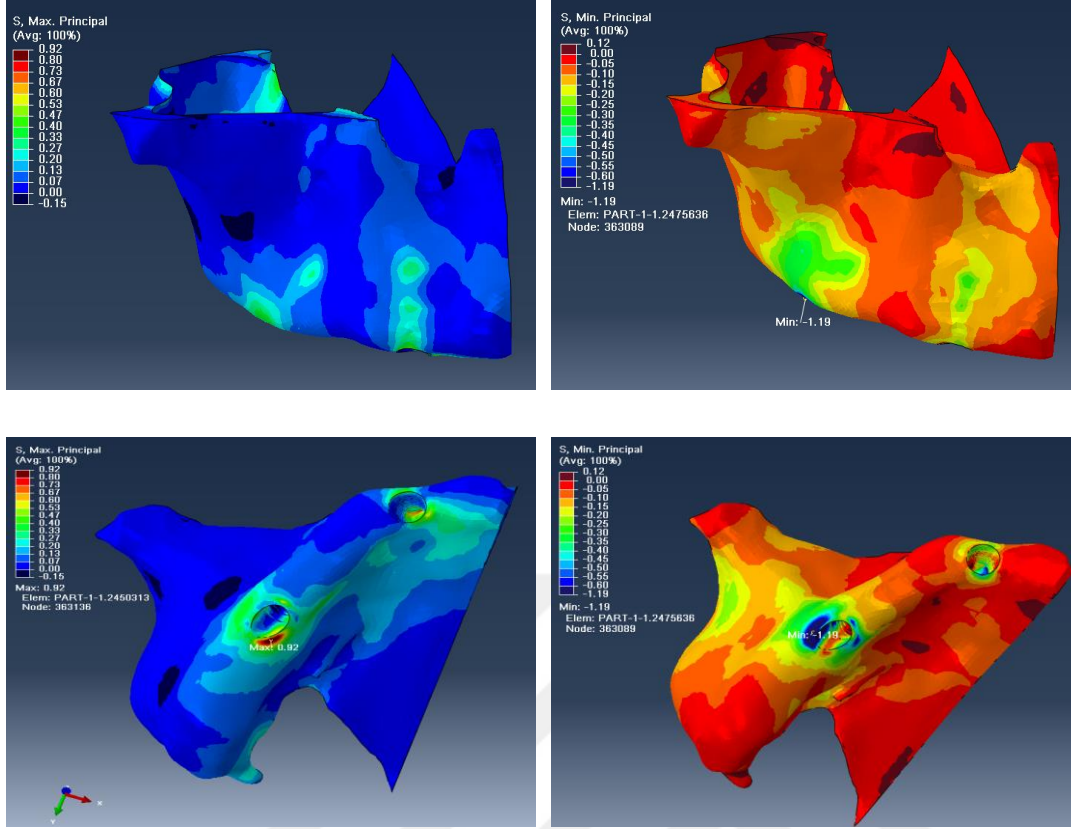 S, Max. Principal
(Avg: 100%)
0.92
0.80
0.73
0.67
0.60
0.53
0.47
0.40
0.33
0.27
0.20
0.13
0.07
0.00
-0.15
S, Min. Principal
(Avg: 100%)
0.12
0.00
-0.05
-0.10
-0.15
-0.20
-0.25
-0.30
-0.35
-0.40
-0.45
-0.50
-0.55
-0.60
-1.19
Min: -1.19
Elem: PART-1-1.2475636
Node: 363089
Min: -1.19
S, Max. Principal
(Avg: 100%)
0.92
0.80
0.73
0.67
0.60
0.53
0.47
0.40
0.33
0.27
0.20
0.13
0.07
0.00
-0.15
Max: 0.92
Elem: PART-1-1.2450313
Node: 363136
Max: 0.92
X
Y
S, Min. Principal
(Avg: 100%)
0.12
0.00
-0.05
-0.10
-0.15
-0.20
-0.25
-0.30
-0.35
-0.40
-0.45
-0.50
-0.55
-0.60
-1.19
Min: -1.19
Elem: PART-1-1.2475636
Node: 363089
Min: -1.19